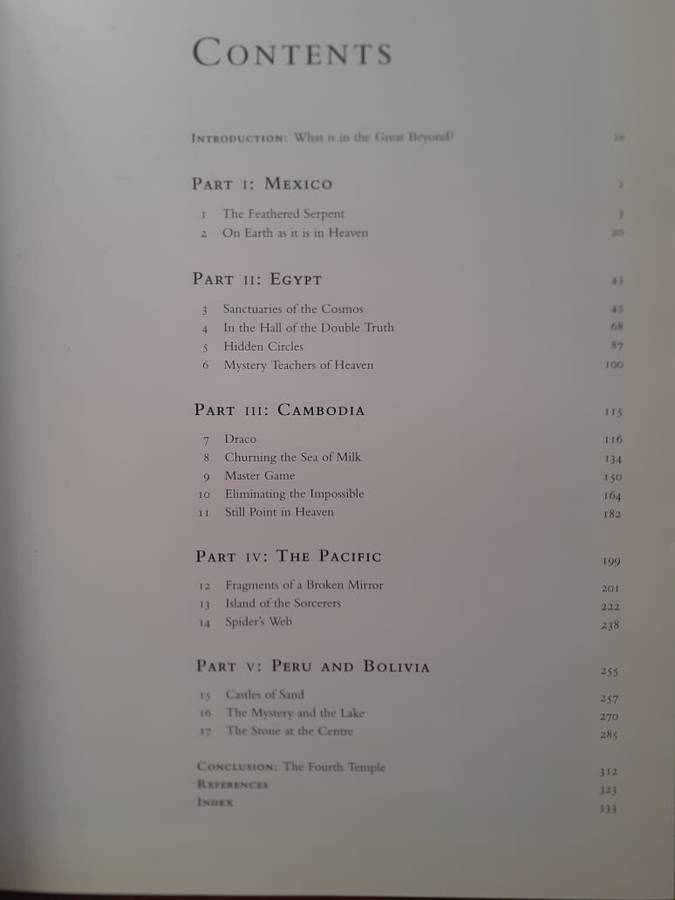 CONTENTS
INTRODUCTION: What is in the Great Beyond?
PART I: MEXICO 1
1 The Feathered Serpent 3
2 On Earth as it is in Heaven 20
PART II: EGYPT 43
3 Sanctuaries of the Cosmos 45
4 In the Hall of the Double Truth 68
5 Hidden Circles 87
6 Mystery Teachers of Heaven 100
PART III: CAMBODIA 115
7 Draco 116
8 Churning the Sea of Milk 134
9 Master Game 150
10 Eliminating the Impossible 164
11 Still Point in Heaven 182
PART IV: THE PACIFIC 199
12 Fragments of a Broken Mirror 201
13 Island of the Sorcerers 222
14 Spider's Web 238
PART V: PERU AND BOLIVIA 255
15 Castles of Sand 257
16 The Mystery and the Lake 270
17 The Stone at the Centre 285
CONCLUSION: The Fourth Temple 312
REFERENCES 323
INDEX 333